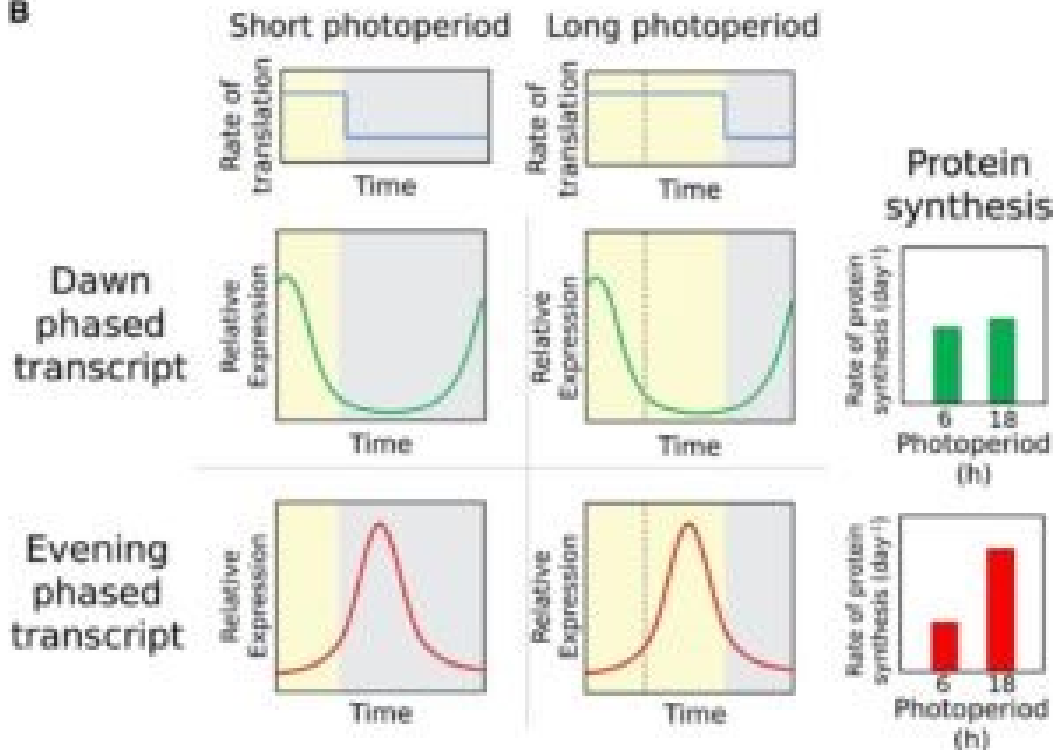 B
Short photoperiod
Long photoperiod
Rate of
translation
Time
Rate of
translation
Time
Protein
synthesis
Dawn
phased
transcript
Relative
Expression
Time
Relative
Expression
Time
Rate of protein
synthesis (day⁻¹)
6 18
Photoperiod
(h)
Evening
phased
transcript
Relative
Expression
Time
Relative
Expression
Time
Rate of protein
synthesis (day⁻¹)
6 18
Photoperiod
(h)